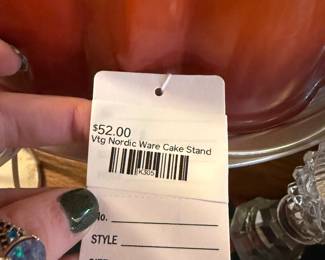 $52.00
Vtg Nordic Ware Cake Stand
K305
No.
STYLE